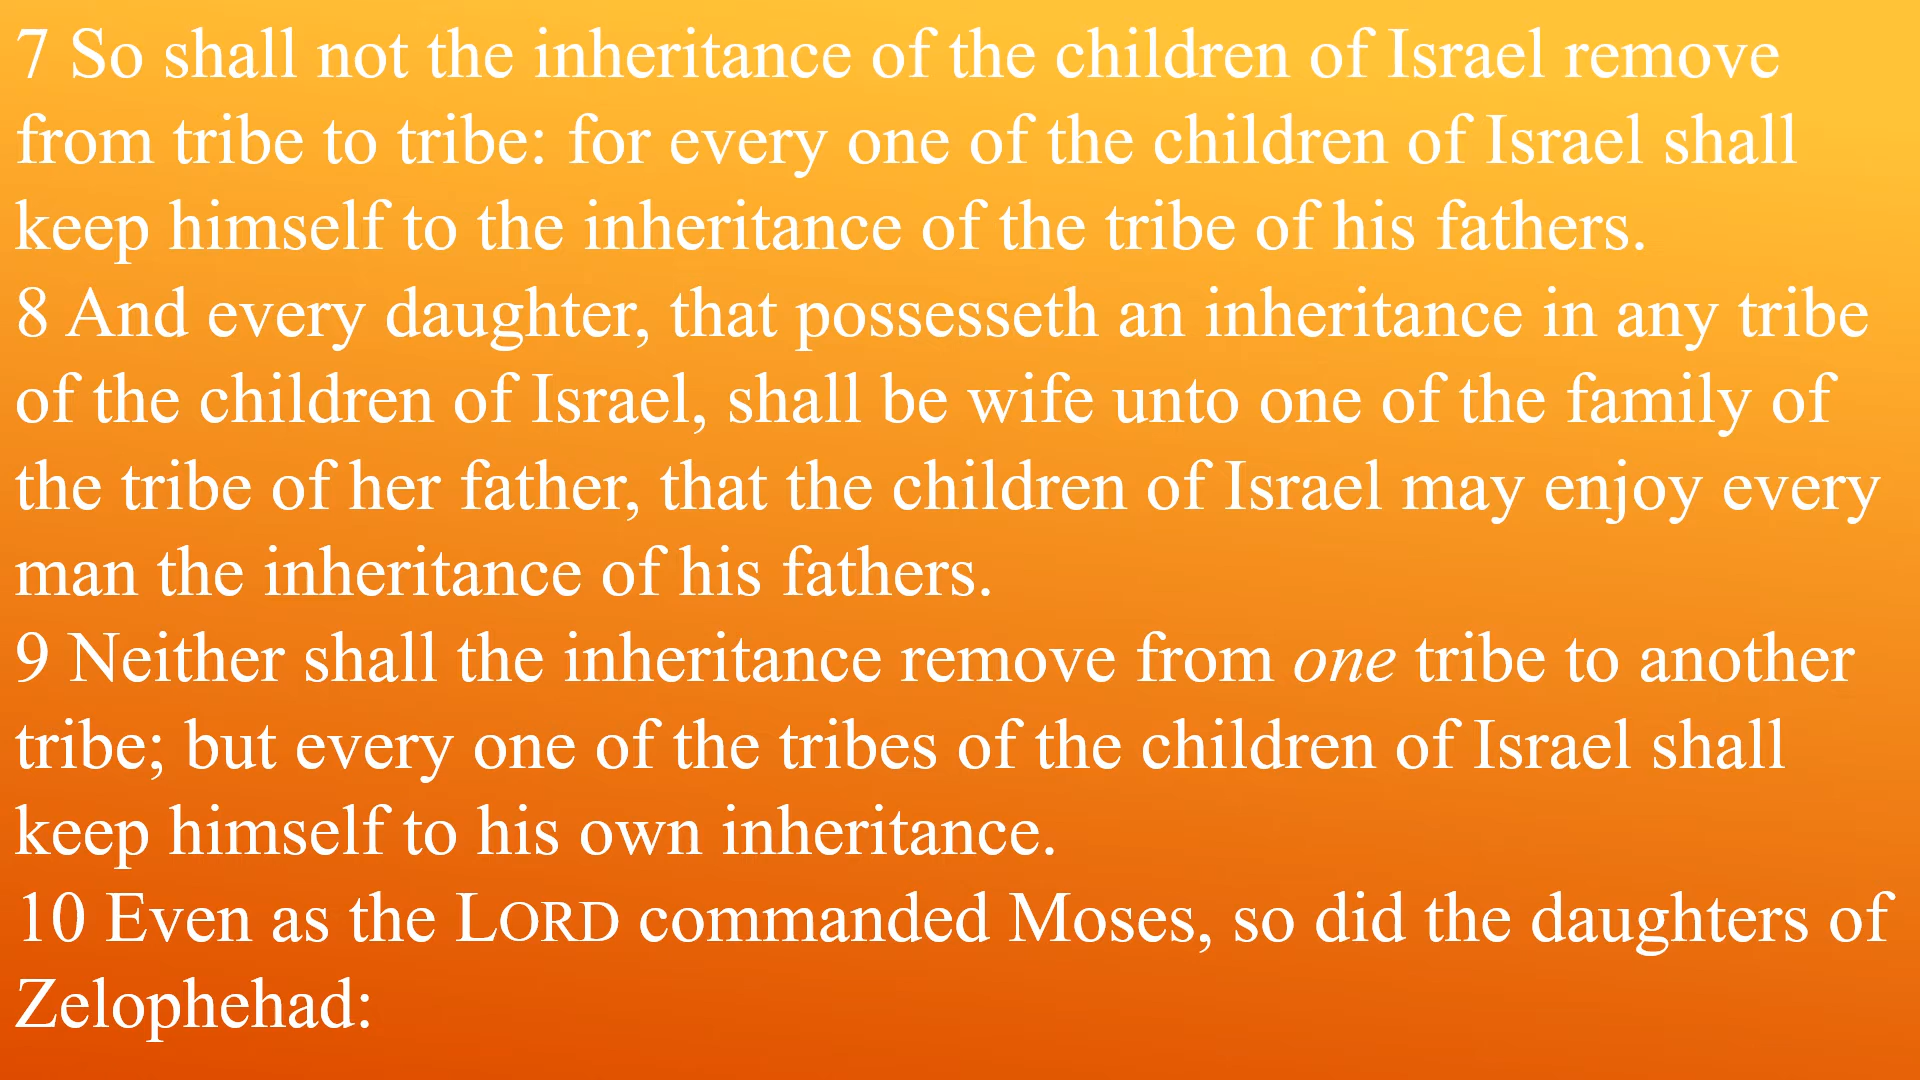 7 So shall not the inheritance of the children of Israel remove
from tribe to tribe: for every one of the children of Israel shall
keep himself to the inheritance of the tribe of his fathers.
8 And every daughter, that possesseth an inheritance in any tribe
of the children of Israel, shall be wife unto one of the family of
the tribe of her father, that the children of Israel may enjoy every
man the inheritance of his fathers.
9 Neither shall the inheritance remove from one tribe to another
tribe; but every one of the tribes of the children of Israel shall
keep himself to his own inheritance.
10 Even as the LORD commanded Moses, so did the daughters of
Zelophehad: